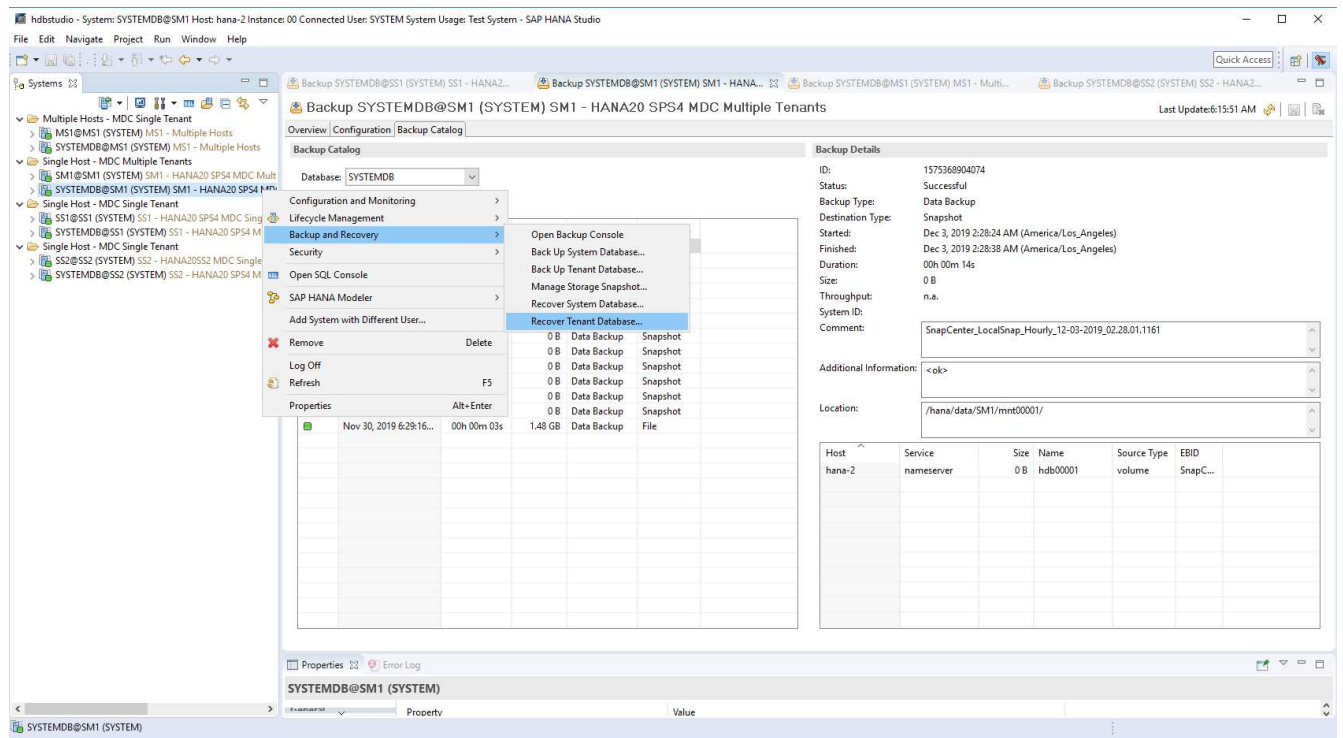 hdbstudio - System: SYSTEMDB@SM1 Host: hana-2 Instance: 00 Connected User: SYSTEM System Usage: Test System - SAP HANA Studio
File Edit Navigate Project Run Window Help
Quick Access
Systems
Multiple Hosts - MDC Single Tenant
MS1@MS1 (SYSTEM) MS1 - Multiple Hosts
SYSTEMDB@MS1 (SYSTEM) MS1 - Multiple Hosts
Single Host - MDC Multiple Tenants
SM1@SM1 (SYSTEM) SM1 - HANA20 SPS4 MDC Mult
SYSTEMDB@SM1 (SYSTEM) SM1 - HANA20 SPS4 MD
Single Host - MDC Single Tenant
SS1@SS1 (SYSTEM) SS1 - HANA20 SPS4 MDC Sing
SYSTEMDB@SS1 (SYSTEM) SS1 - HANA20 SPS4 M
Single Host - MDC Single Tenant
SS2@SS2 (SYSTEM) SS2 - HANA20SS2 MDC Single
SYSTEMDB@SS2 (SYSTEM) SS2 - HANA20 SPS4 M
Backup SYSTEMDB@SS1 (SYSTEM) SS1 - HANA2...
Backup SYSTEMDB@SM1 (SYSTEM) SM1 - HANA...
Backup SYSTEMDB@MS1 (SYSTEM) MS1 - Multi...
Backup SYSTEMDB@SS2 (SYSTEM) SS2 - HANA2...
Backup SYSTEMDB@SM1 (SYSTEM) SM1 - HANA20 SPS4 MDC Multiple Tenants
Last Update:6:15:51 AM
Overview Configuration Backup Catalog
Backup Catalog
Database: SYSTEMDB
Configuration and Monitoring
Lifecycle Management
Backup and Recovery
Security
Open SQL Console
SAP HANA Modeler
Add System with Different User...
Remove Delete
Log Off
Refresh F5
Properties Alt+Enter
Open Backup Console
Back Up System Database...
Back Up Tenant Database...
Manage Storage Snapshot...
Recover System Database...
Recover Tenant Database...
0 B Data Backup Snapshot
0 B Data Backup Snapshot
0 B Data Backup Snapshot
0 B Data Backup Snapshot
0 B Data Backup Snapshot
0 B Data Backup Snapshot
Nov 30, 2019 6:29:16... 00h 00m 03s 1.48 GB Data Backup File
Backup Details
ID: 1575368904074
Status: Successful
Backup Type: Data Backup
Destination Type: Snapshot
Started: Dec 3, 2019 2:28:24 AM (America/Los_Angeles)
Finished: Dec 3, 2019 2:28:38 AM (America/Los_Angeles)
Duration: 00h 00m 14s
Size: 0 B
Throughput: n.a.
System ID:
Comment: SnapCenter_LocalSnap_Hourly_12-03-2019_02.28.01.1161
Additional Information: <ok>
Location: /hana/data/SM1/mnt00001/
Host Service Size Name Source Type EBID
hana-2 nameserver 0 B hdb00001 volume SnapC...
Properties Error Log
SYSTEMDB@SM1 (SYSTEM)
General Property Value
SYSTEMDB@SM1 (SYSTEM)